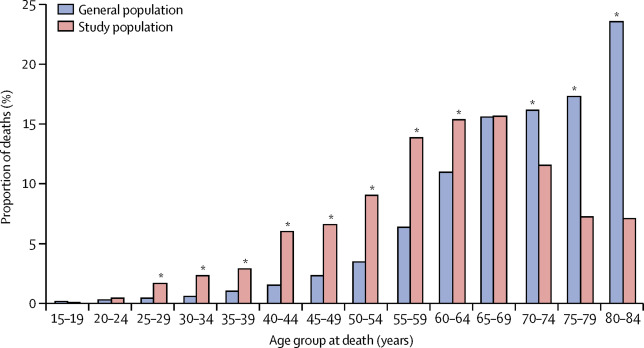 General population
Study population
Proportion of deaths (%)
25
20
15
10
5
0
* * * * * * * * * * *
15–19 20–24 25–29 30–34 35–39 40–44 45–49 50–54 55–59 60–64 65–69 70–74 75–79 80–84
Age group at death (years)